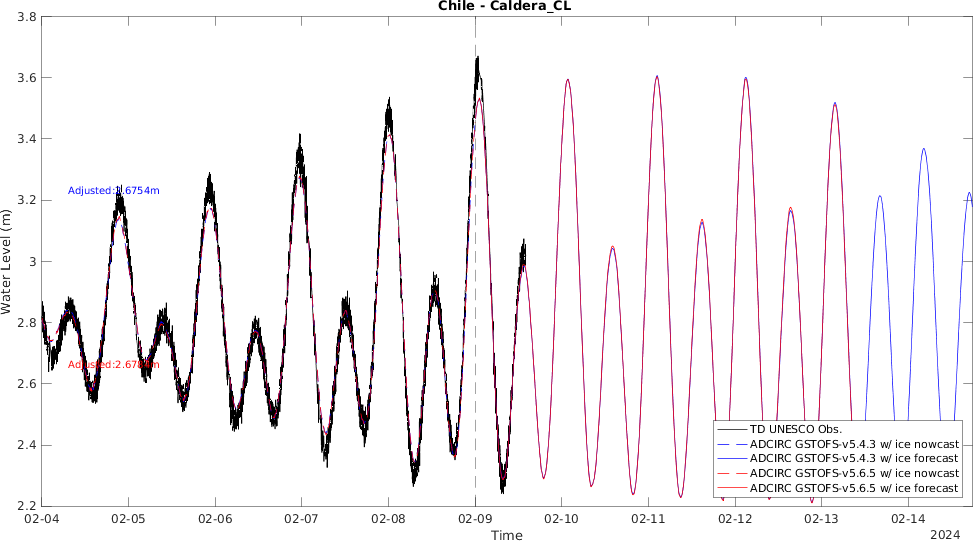 Chile - Caldera_CL
3.8
3.6
3.4
3.2
3
2.8
2.6
2.4
2.2
Water Level (m)
Adjusted:2.6754m
TD UNESCO Obs.
ADCIRC GSTOFS-v5.4.3 w/ ice nowcast
ADCIRC GSTOFS-v5.4.3 w/ ice forecast
ADCIRC GSTOFS-v5.6.5 w/ ice nowcast
ADCIRC GSTOFS-v5.6.5 w/ ice forecast
02-04
02-05
02-06
02-07
02-08
02-09
02-10
02-11
02-12
02-13
02-14
Time
2024